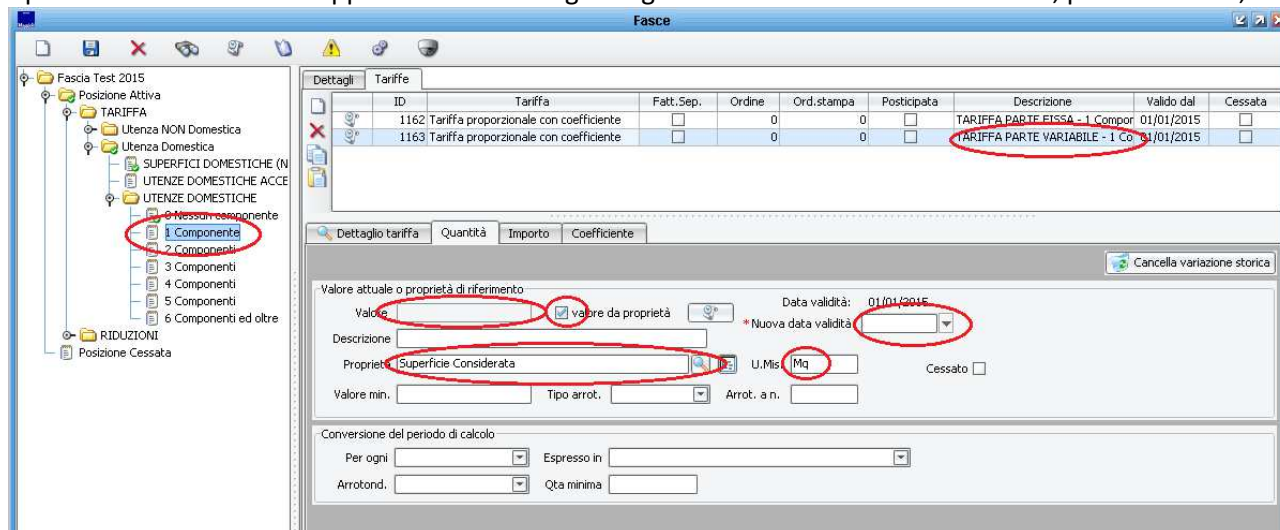 Fasce
Fascia Test 2015
Posizione Attiva
TARIFFA
Utenza NON Domestica
Utenza Domestica
SUPERFICI DOMESTICHE (N
UTENZE DOMESTICHE ACCE
UTENZE DOMESTICHE
0 Nessun componente
1 Componente
2 Componenti
3 Componenti
4 Componenti
5 Componenti
6 Componenti ed oltre
RIDUZIONI
Posizione Cessata
Dettagli Tariffe
ID Tariffa Fatt.Sep. Ordine Ord.stampa Posticipata Descrizione Valido dal Cessata
1162 Tariffa proporzionale con coefficiente 0 0 TARIFFA PARTE FISSA - 1 Compor 01/01/2015
1163 Tariffa proporzionale con coefficiente 0 0 TARIFFA PARTE VARIABILE - 1 Co 01/01/2015
Dettaglio tariffa Quantità Importo Coefficiente
Cancella variazione storica
Valore attuale o proprietà di riferimento
Valore valore da proprietà Data validità: 01/01/2015
*Nuova data validità
Descrizione
Proprietà Superficie Considerata U.Mis. Mq Cessato
Valore min. Tipo arrot. Arrot. a n.
Conversione del periodo di calcolo
Per ogni Espresso in
Arrotond. Qta minima